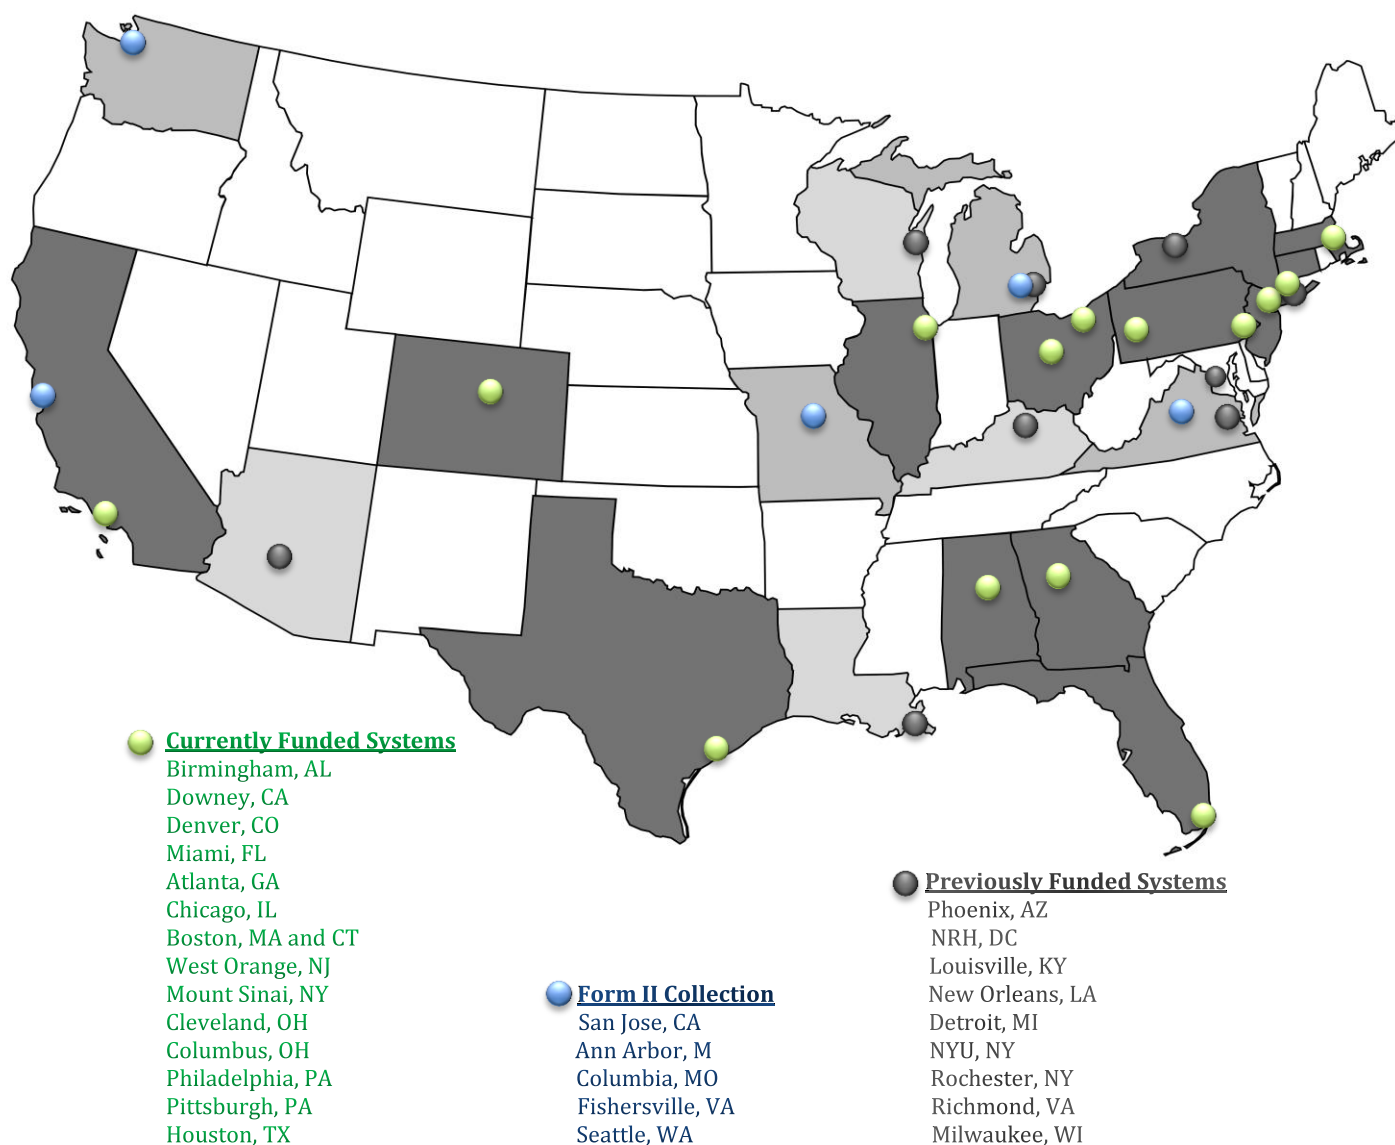 Currently Funded Systems
Birmingham, AL
Downey, CA
Denver, CO
Miami, FL
Atlanta, GA
Chicago, IL
Boston, MA and CT
West Orange, NJ
Mount Sinai, NY
Cleveland, OH
Columbus, OH
Philadelphia, PA
Pittsburgh, PA
Houston, TX
Form II Collection
San Jose, CA
Ann Arbor, M
Columbia, MO
Fishersville, VA
Seattle, WA
Previously Funded Systems
Phoenix, AZ
NRH, DC
Louisville, KY
New Orleans, LA
Detroit, MI
NYU, NY
Rochester, NY
Richmond, VA
Milwaukee, WI